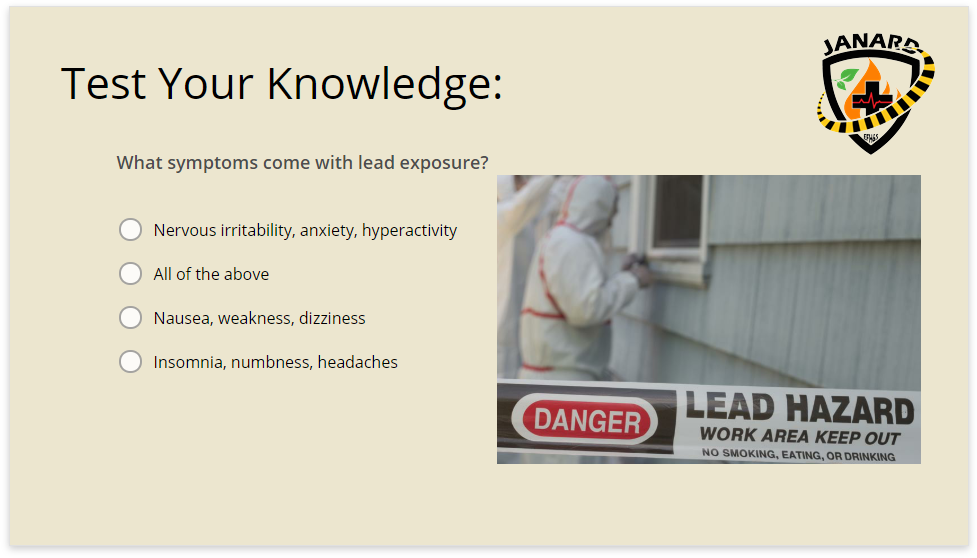 JANARD
Test Your Knowledge:
What symptoms come with lead exposure?
Nervous irritability, anxiety, hyperactivity
All of the above
Nausea, weakness, dizziness
Insomnia, numbness, headaches
DANGER
LEAD HAZARD
WORK AREA KEEP OUT
NO SMOKING, EATING, OR DRINKING